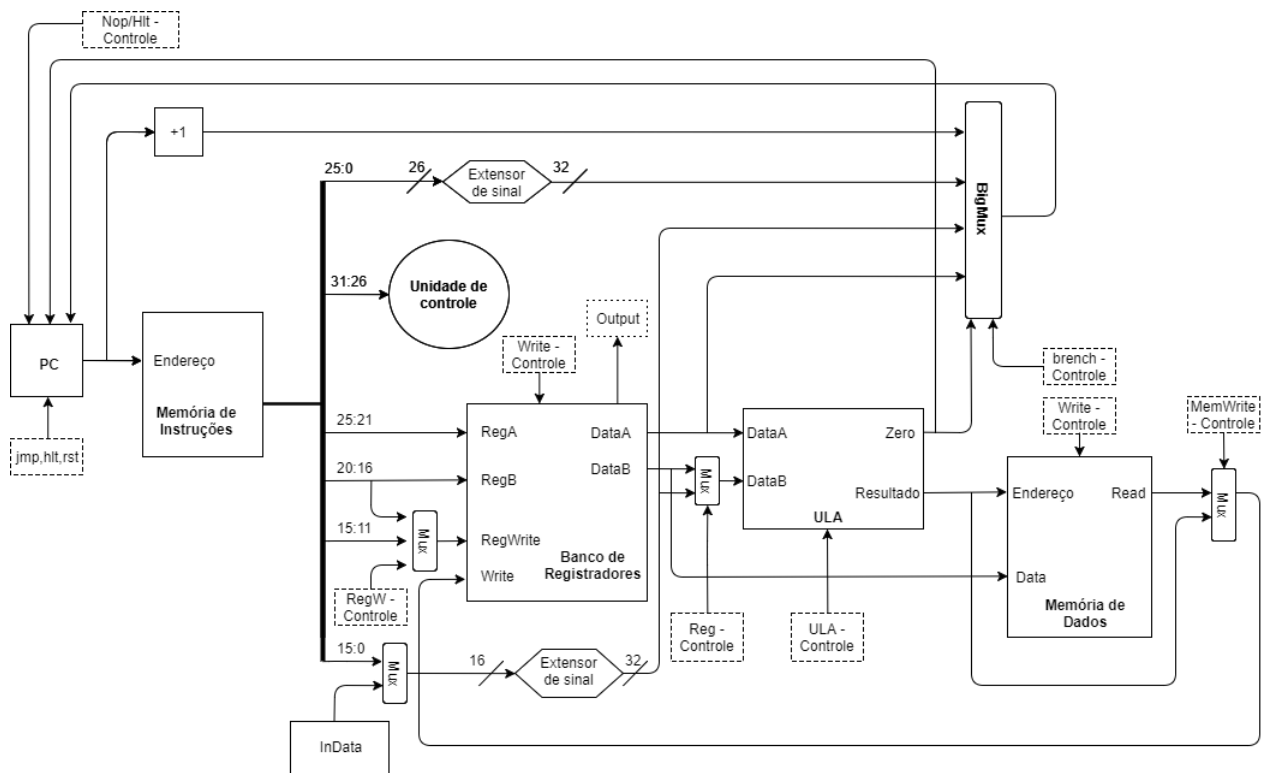 Nop/Hlt -
Controle
+1
25:0
26
Extensor
de sinal
32
BigMux
31:26
Unidade de
controle
PC
Endereço
Memória de
Instruções
jmp,hlt,rst
Output
Write -
Controle
brench -
Controle
25:21
RegA
DataA
20:16
RegB
DataB
15:11
Mux
RegWrite
Write
Banco de
Registradores
RegW -
Controle
Mux
DataA
Zero
DataB
Resultado
ULA
Write -
Controle
MemWrite
- Controle
Endereço
Read
Mux
Data
Memória de
Dados
Reg -
Controle
ULA -
Controle
15:0
Mux
16
Extensor
de sinal
32
InData